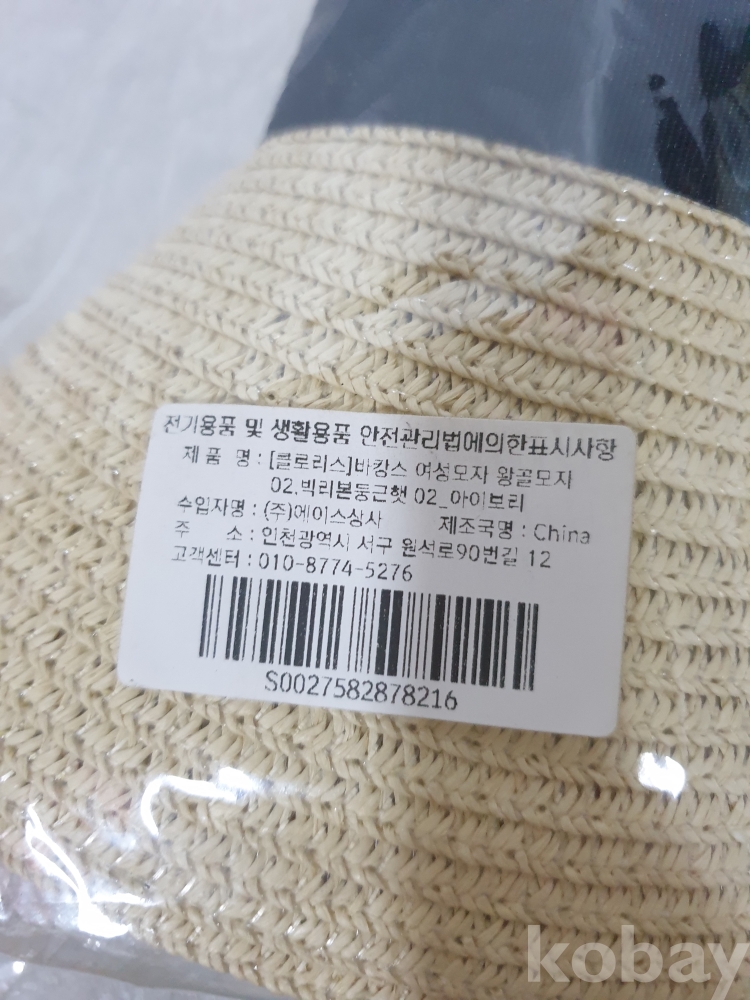 전기용품 및 생활용품 안전관리법에의한표시사항
제 품 명 : [클로리스]바캉스 여성모자 왕골모자
02.빅리본둥근햇 02_아이보리
수입자명 : (주)에이스상사 제조국명 : China
주 소 : 인천광역시 서구 원석로90번길 12
고객센터 : 010-8774-5276
S0027582878216
kobay